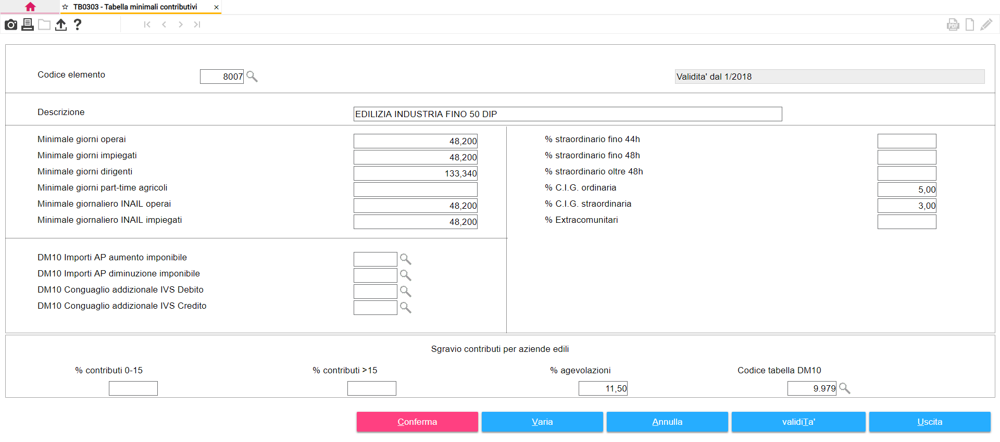 TB0303 - Tabella minimali contributivi
PDF
Codice elemento 8007 Validita' dal 1/2018
Descrizione EDILIZIA INDUSTRIA FINO 50 DIP
Minimale giorni operai 48,200
Minimale giorni impiegati 48,200
Minimale giorni dirigenti 133,340
Minimale giorni part-time agricoli
Minimale giornaliero INAIL operai 48,200
Minimale giornaliero INAIL impiegati 48,200
% straordinario fino 44h
% straordinario fino 48h
% straordinario oltre 48h
% C.I.G. ordinaria 5,00
% C.I.G. straordinaria 3,00
% Extracomunitari
DM10 Importi AP aumento imponibile
DM10 Importi AP diminuzione imponibile
DM10 Conguaglio addizionale IVS Debito
DM10 Conguaglio addizionale IVS Credito
Sgravio contributi per aziende edili
% contributi 0-15 % contributi >15 % agevolazioni Codice tabella DM10
11,50 9.979
Conferma Varia Annulla validiTa' Uscita